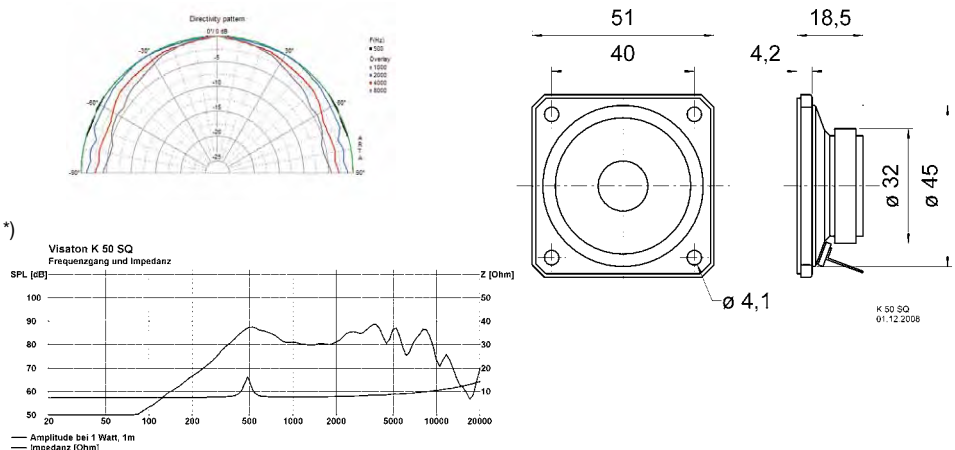 Directivity pattern
0°/0 dB
-30°
30°
-60°
60°
-90°
90°
-5
-10
-15
-20
-25
F(Hz)
500
Overlay
1000
2000
4000
8000
A
R
T
A
51
40
18,5
4,2
ø 32
ø 45
ø 4,1
K 50 SQ
01.12.2008
*)
Visaton K 50 SQ
Frequenzgang und Impedanz
SPL [dB]
Z [Ohm]
100
50
90
40
80
30
70
20
60
10
50
20
50
100
200
500
1000
2000
5000
10000
20000
Amplitude bei 1 Watt, 1m
Impedanz [Ohm]